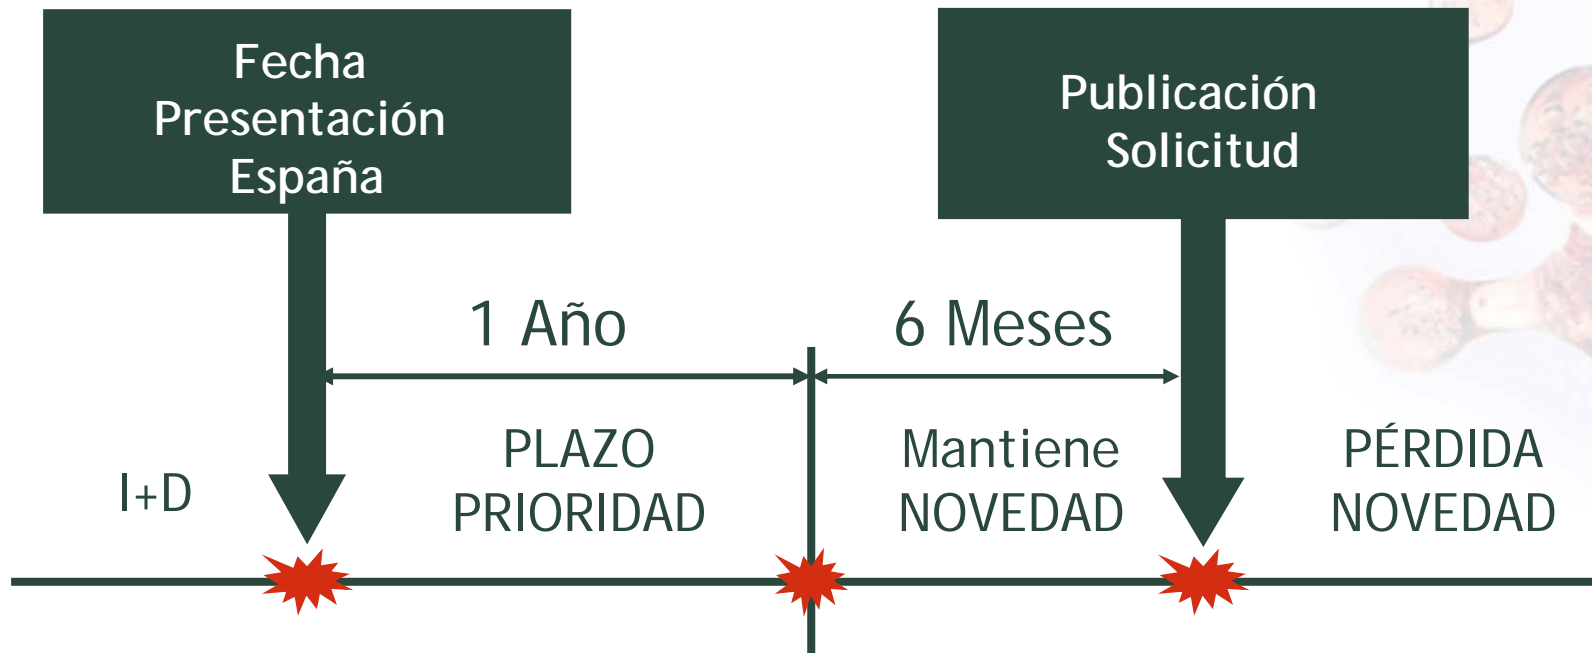 Fecha
Presentación
España
Publicación
Solicitud
1 Año
6 Meses
I+D
PLAZO
PRIORIDAD
Mantiene
NOVEDAD
PÉRDIDA
NOVEDAD